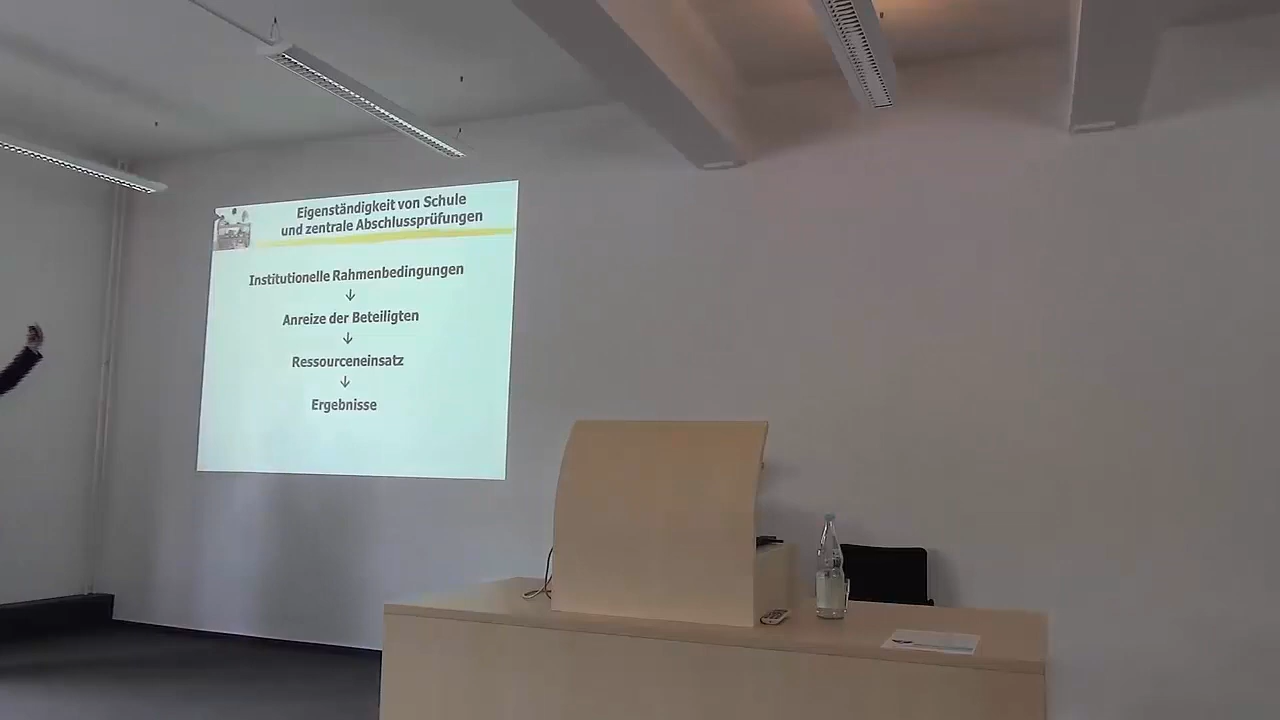 Eigenständigkeit von Schule
und zentrale Abschlussprüfungen
Institutionelle Rahmenbedingungen
↓
Anreize der Beteiligten
↓
Ressourceneinsatz
↓
Ergebnisse